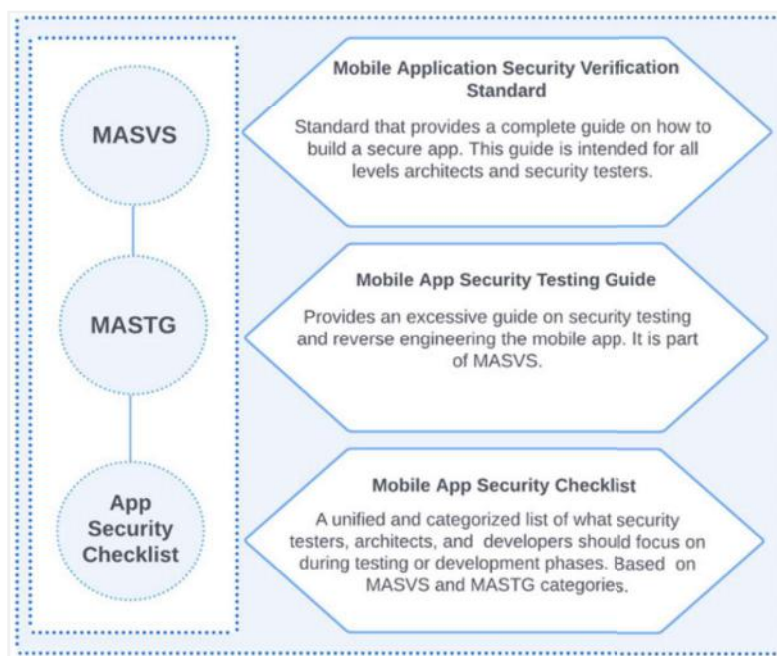 MASVS
Mobile Application Security Verification
Standard
Standard that provides a complete guide on how to
build a secure app. This guide is intended for all
levels architects and security testers.
MASTG
Mobile App Security Testing Guide
Provides an excessive guide on security testing
and reverse engineering the mobile app. It is part
of MASVS.
App
Security
Checklist
Mobile App Security Checklist
A unified and categorized list of what security
testers, architects, and developers should focus on
during testing or development phases. Based on
MASVS and MASTG categories.